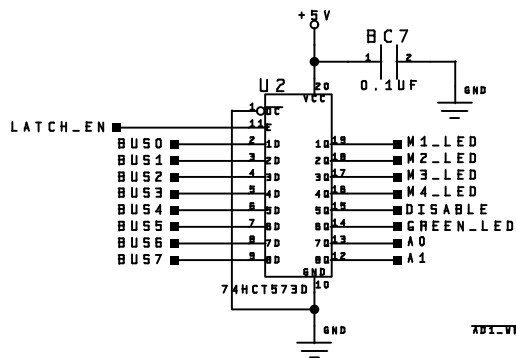 +5V
BC7
1 2
0.1UF
GND
U2
20
VCC
1 OC
LATCH_EN 11 E
BUS0 2 1D 1Q 19 M1_LED
BUS1 3 2D 2Q 18 M2_LED
BUS2 4 3D 3Q 17 M3_LED
BUS3 5 4D 4Q 16 M4_LED
BUS4 6 5D 5Q 15 DISABLE
BUS5 7 6D 6Q 14 GREEN_LED
BUS6 8 7D 7Q 13 A0
BUS7 9 8D 8Q 12 A1
GND
74HCT573D 10
GND